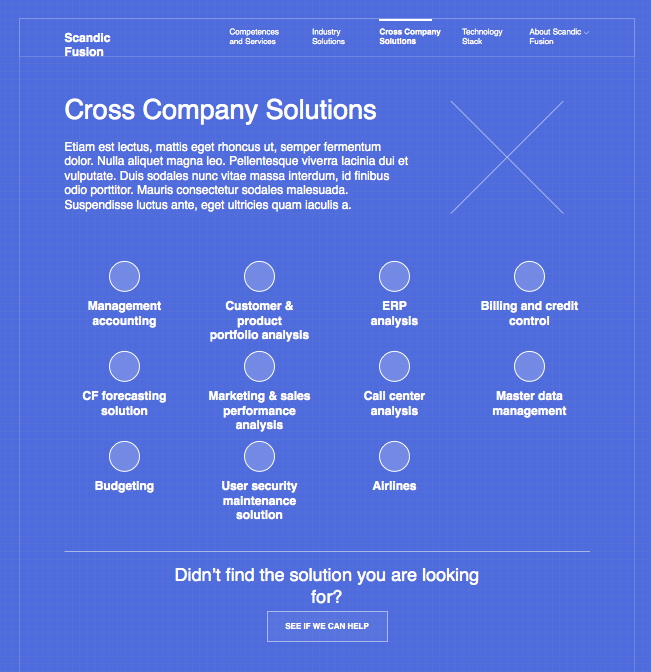 Scandic
Fusion
Competences
and Services
Industry
Solutions
Cross Company
Solutions
Technology
Stack
About Scandic
Fusion
Cross Company Solutions
Etiam est lectus, mattis eget rhoncus ut, semper fermentum
dolor. Nulla aliquet magna leo. Pellentesque viverra lacinia dui et
vulputate. Duis sodales nunc vitae massa interdum, id finibus
odio porttitor. Mauris consectetur sodales malesuada.
Suspendisse luctus ante, eget ultricies quam iaculis a.
Management
accounting
Customer &
product
portfolio analysis
ERP
analysis
Billing and credit
control
CF forecasting
solution
Marketing & sales
performance
analysis
Call center
analysis
Master data
management
Budgeting
User security
maintenance
solution
Airlines
Didn't find the solution you are looking
for?
SEE IF WE CAN HELP